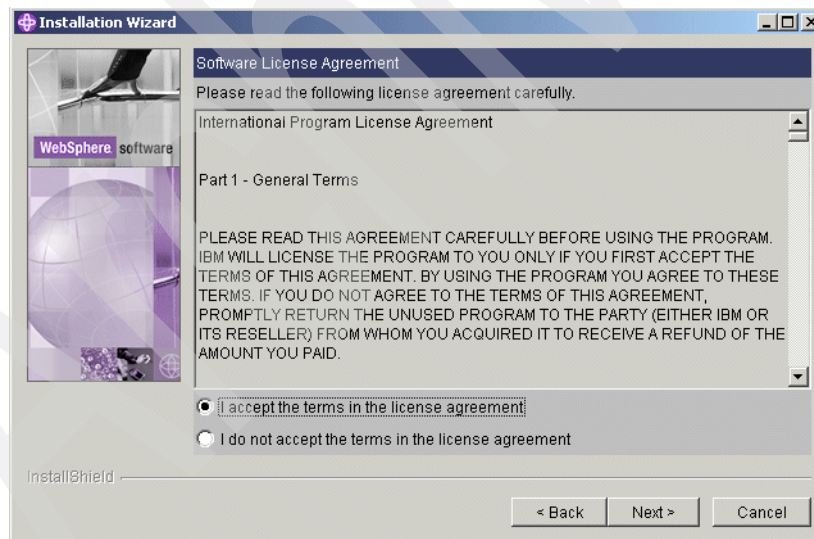 Installation Wizard
WebSphere software
Software License Agreement
Please read the following license agreement carefully.
International Program License Agreement
Part 1 - General Terms
PLEASE READ THIS AGREEMENT CAREFULLY BEFORE USING THE PROGRAM.
IBM WILL LICENSE THE PROGRAM TO YOU ONLY IF YOU FIRST ACCEPT THE
TERMS OF THIS AGREEMENT. BY USING THE PROGRAM YOU AGREE TO THESE
TERMS. IF YOU DO NOT AGREE TO THE TERMS OF THIS AGREEMENT,
PROMPTLY RETURN THE UNUSED PROGRAM TO THE PARTY (EITHER IBM OR
ITS RESELLER) FROM WHOM YOU ACQUIRED IT TO RECEIVE A REFUND OF THE
AMOUNT YOU PAID.
I accept the terms in the license agreement
I do not accept the terms in the license agreement
InstallShield
< Back Next > Cancel